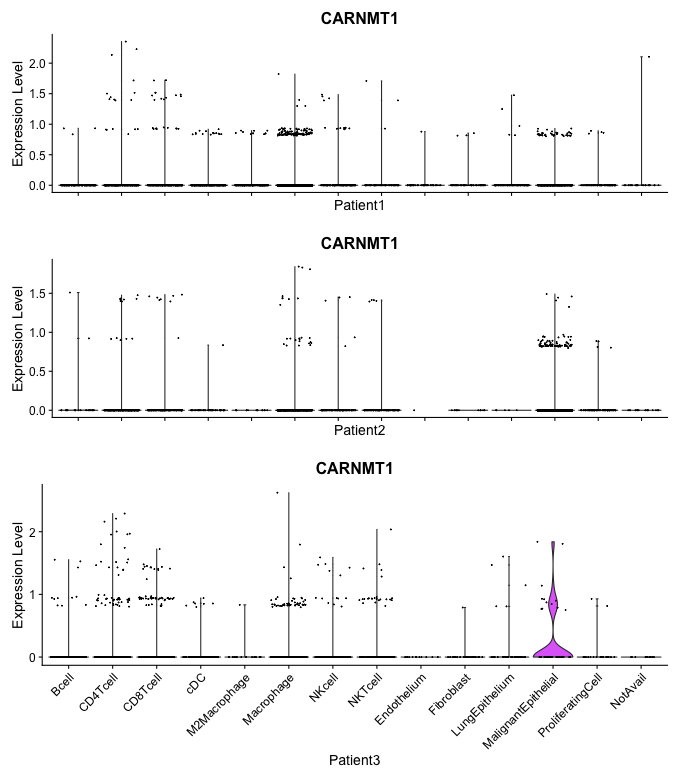 CARNMT1
Expression Level
2.0
1.5
1.0
0.5
0.0
Patient1
CARNMT1
Expression Level
1.5
1.0
0.5
0.0
Patient2
CARNMT1
Expression Level
2
1
0
Bcell
CD4Tcell
CD8Tcell
cDC
M2Macrophage
Macrophage
NKcell
NKTcell
Endothelium
Fibroblast
LungEpithelium
MalignantEpithelial
ProliferatingCell
NotAvail
Patient3